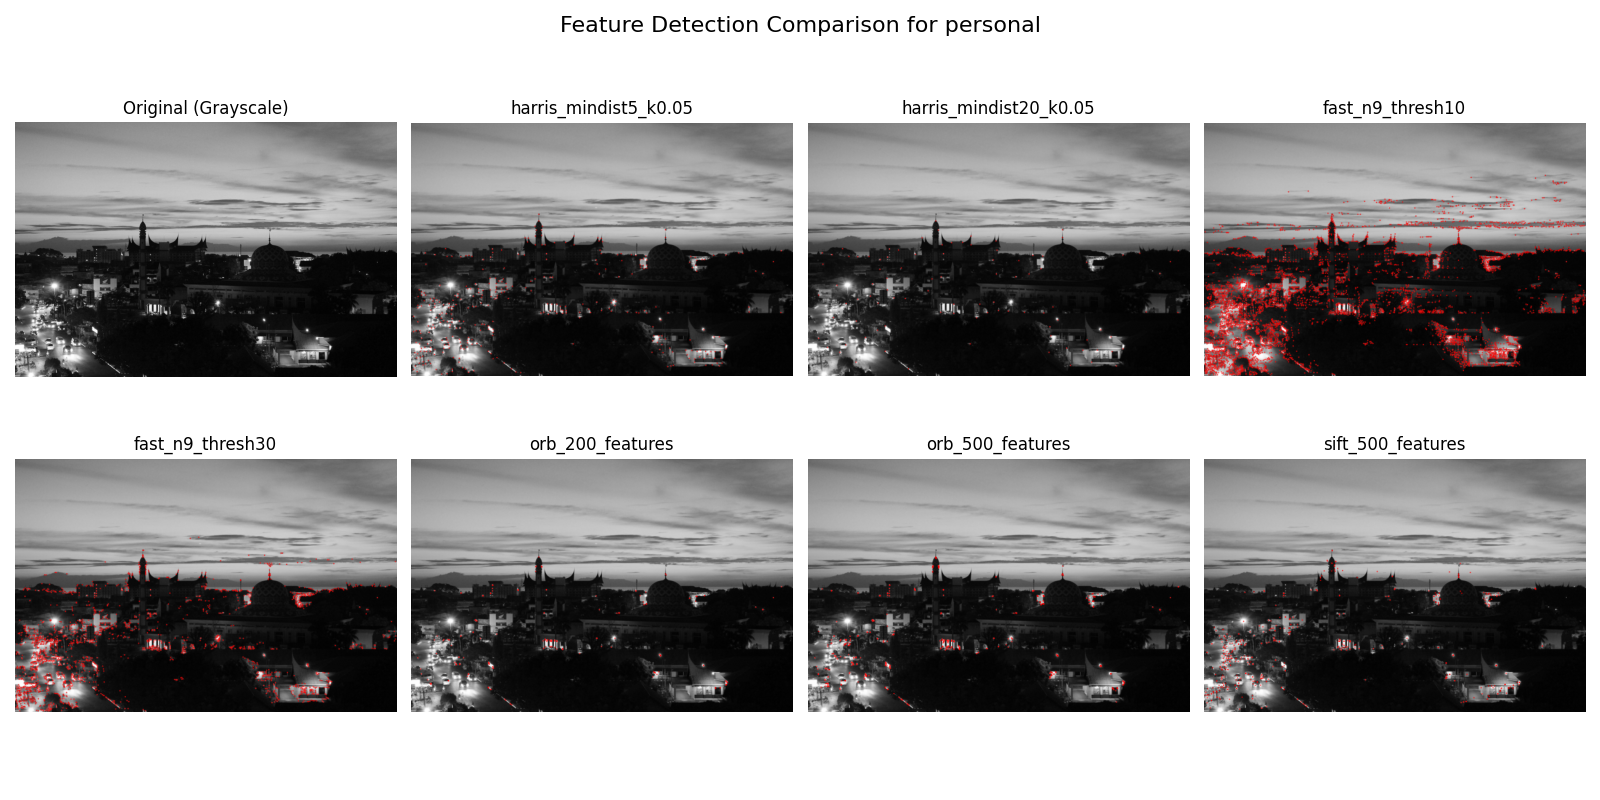 Feature Detection Comparison for personal
Original (Grayscale)
harris_mindist5_k0.05
harris_mindist20_k0.05
fast_n9_thresh10
fast_n9_thresh30
orb_200_features
orb_500_features
sift_500_features